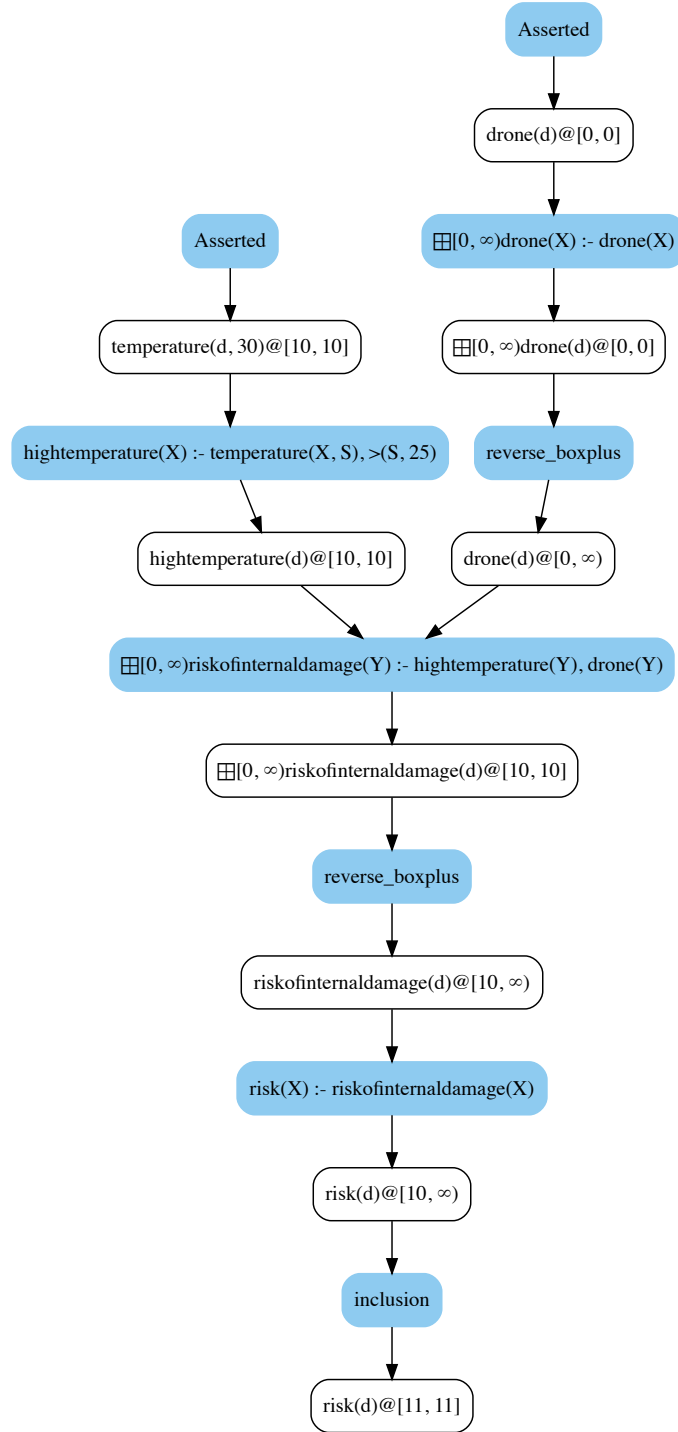 Asserted
drone(d)@[0, 0]
Asserted
⊞[0, ∞)drone(X) :- drone(X)
temperature(d, 30)@[10, 10]
⊞[0, ∞)drone(d)@[0, 0]
hightemperature(X) :- temperature(X, S), >(S, 25)
reverse_boxplus
hightemperature(d)@[10, 10]
drone(d)@[0, ∞)
⊞[0, ∞)riskofinternaldamage(Y) :- hightemperature(Y), drone(Y)
⊞[0, ∞)riskofinternaldamage(d)@[10, 10]
reverse_boxplus
riskofinternaldamage(d)@[10, ∞)
risk(X) :- riskofinternaldamage(X)
risk(d)@[10, ∞)
inclusion
risk(d)@[11, 11]